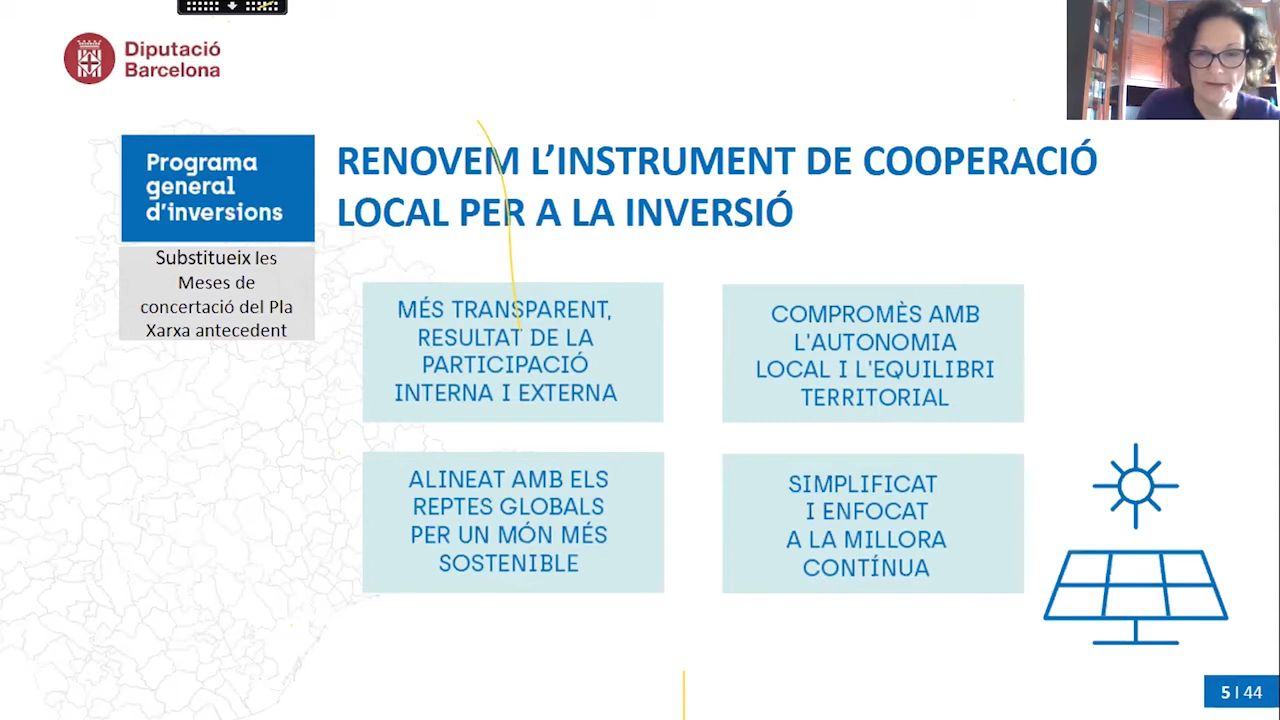 Diputació
Barcelona
Programa
general
d'inversions
Substitueix les
Meses de
concertació del Pla
Xarxa antecedent
RENOVEM L'INSTRUMENT DE COOPERACIÓ
LOCAL PER A LA INVERSIÓ
MÉS TRANSPARENT,
RESULTAT DE LA
PARTICIPACIÓ
INTERNA I EXTERNA
COMPROMÈS AMB
L'AUTONOMIA
LOCAL I L'EQUILIBRI
TERRITORIAL
ALINEAT AMB ELS
REPTES GLOBALS
PER UN MÓN MÉS
SOSTENIBLE
SIMPLIFICAT
I ENFOCAT
A LA MILLORA
CONTÍNUA
5 I 44